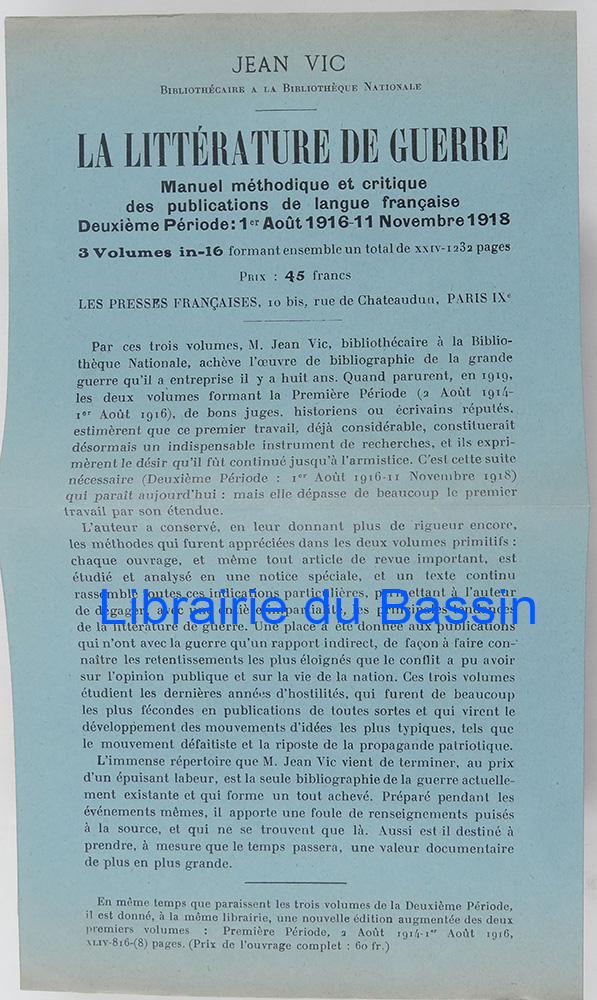 JEAN VIC
BIBLIOTHÉCAIRE A LA BIBLIOTHÈQUE NATIONALE
LA LITTÉRATURE DE GUERRE
Manuel méthodique et critique
des publications de langue française
Deuxième Période: 1er Août 1916-11 Novembre 1918
3 Volumes in-16 formant ensemble un total de XXIV-1232 pages
PRIX : 45 francs
LES PRESSES FRANÇAISES, 10 bis, rue de Chateaudun, PARIS IXe
Par ces trois volumes, M. Jean Vic, bibliothécaire à la Biblio-
thèque Nationale, achève l'œuvre de bibliographie de la grande
guerre qu'il a entreprise il y a huit ans. Quand parurent, en 1919,
les deux volumes formant la Première Période (2 Août 1914-
1er Août 1916), de bons juges, historiens ou écrivains réputés,
estimèrent que ce premier travail, déjà considérable, constituerait
désormais un indispensable instrument de recherches, et ils expri-
mèrent le désir qu'il fût continué jusqu'à l'armistice. C'est cette suite
nécessaire (Deuxième Période : 1er Août 1916-11 Novembre 1918)
qui paraît aujourd'hui : mais elle dépasse de beaucoup le premier
travail par son étendue.
L'auteur a conservé, en leur donnant plus de rigueur encore,
les méthodes qui furent appréciées dans les deux volumes primitifs :
chaque ouvrage, et même tout article de revue important, est
étudié et analysé en une notice spéciale, et un texte continu
rassemble toutes ces indications particulières, permettant à l'auteur
de dégager, avec une entière impartialité, les principales tendances
Librairie du Bassin
de la littérature de guerre. Une place a été donnée aux publications
qui n'ont avec la guerre qu'un rapport indirect, de façon à faire con-
naître les retentissements les plus éloignés que le conflit a pu avoir
sur l'opinion publique et sur la vie de la nation. Ces trois volumes
étudient les dernières années d'hostilités, qui furent de beaucoup
les plus fécondes en publications de toutes sortes et qui virent le
développement des mouvements d'idées les plus typiques, tels que
le mouvement défaitiste et la riposte de la propagande patriotique.
L'immense répertoire que M. Jean Vic vient de terminer, au prix
d'un épuisant labeur, est la seule bibliographie de la guerre actuelle-
ment existante et qui forme un tout achevé. Préparé pendant les
événements mêmes, il apporte une foule de renseignements puisés
à la source, et qui ne se trouvent que là. Aussi est il destiné à
prendre, à mesure que le temps passera, une valeur documentaire
de plus en plus grande.
En même temps que paraissent les trois volumes de la Deuxième Période,
il est donné, à la même librairie, une nouvelle édition augmentée des deux
premiers volumes : Première Période, 2 Août 1914-1er Août 1916,
XLIV-816-(8) pages. (Prix de l'ouvrage complet : 60 fr.)